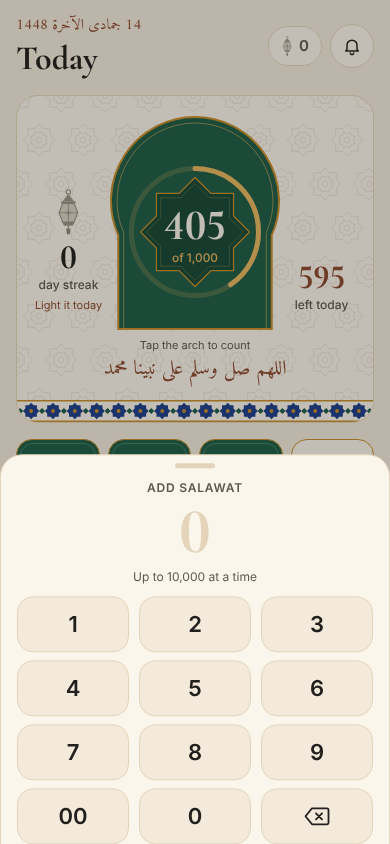 14 جمادى الآخرة 1448
Today
0
405
of 1,000
0
day streak
Light it today
595
left today
Tap the arch to count
اللهم صل وسلم على نبينا محمد
ADD SALAWAT
0
Up to 10,000 at a time
1 2 3
4 5 6
7 8 9
00 0